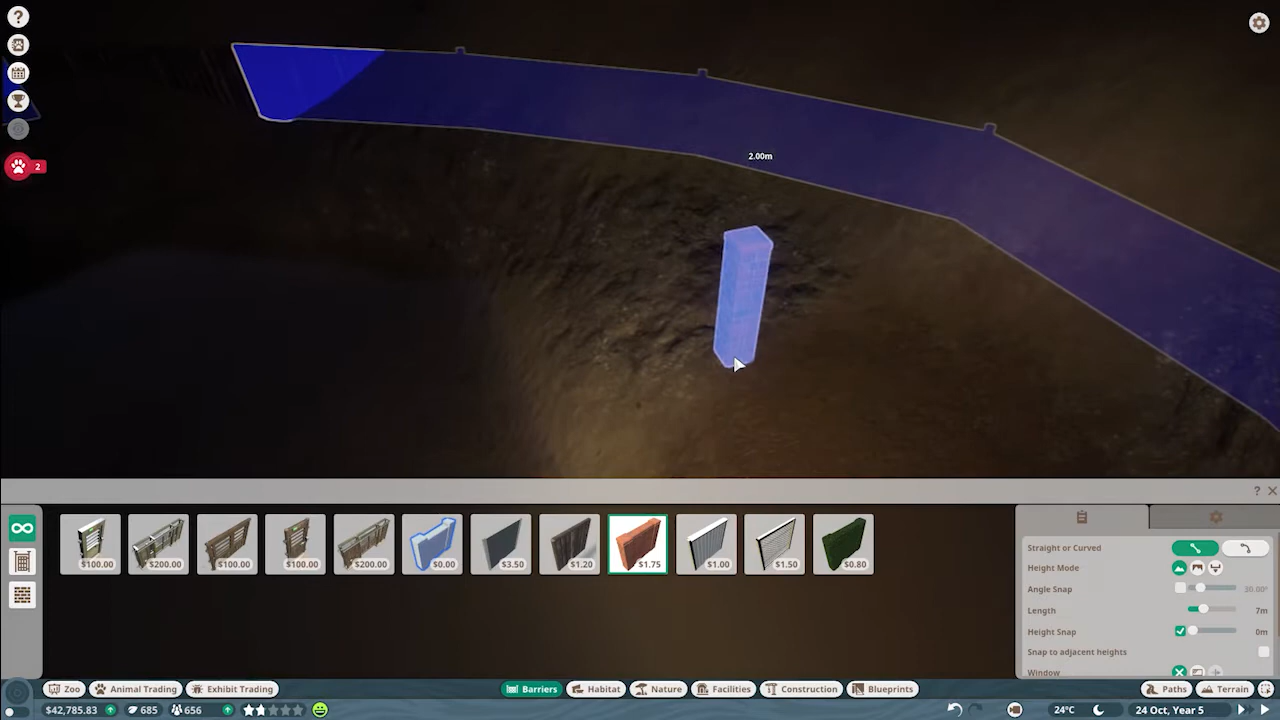 ?
2
2.00m
? ×
$100.00 $200.00 $100.00 $100.00 $200.00 $0.00 $3.50 $1.20 $1.75 $1.00 $1.50 $0.80
Straight or Curved
Height Mode
Angle Snap 30.00°
Length 7m
Height Snap 0m
Snap to adjacent heights
Window
Zoo Animal Trading Exhibit Trading Barriers Habitat Nature Facilities Construction Blueprints Paths Terrain
$42,785.83 685 656 24°C 24 Oct, Year 5